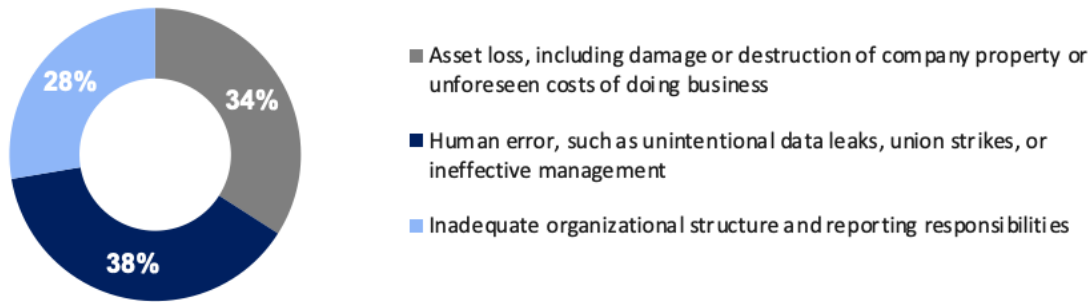 28%
34%
38%
Asset loss, including damage or destruction of company property or
unforeseen costs of doing business
Human error, such as unintentional data leaks, union strikes, or
ineffective management
Inadequate organizational structure and reporting responsibilities